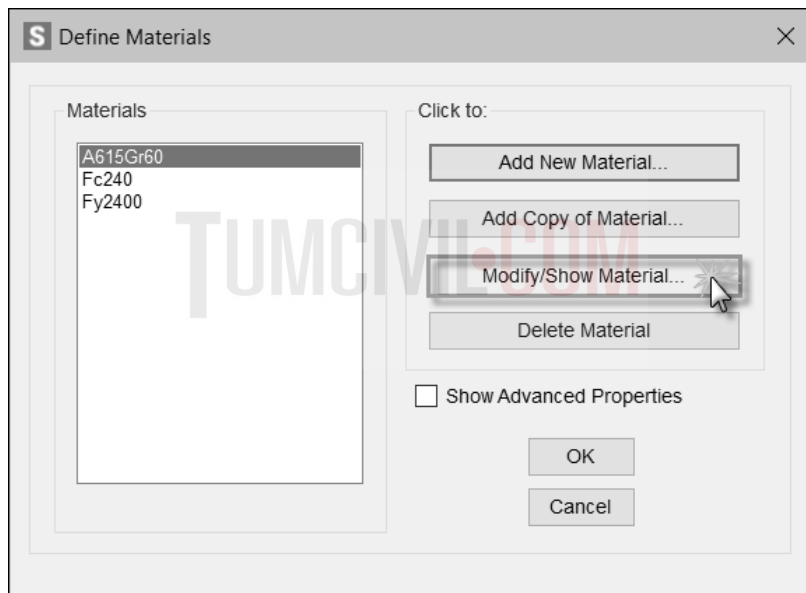 S Define Materials
Materials
A615Gr60
Fc240
Fy2400
Click to:
Add New Material...
Add Copy of Material...
Modify/Show Material...
Delete Material
Show Advanced Properties
OK
Cancel
TUMCIVIL.COM